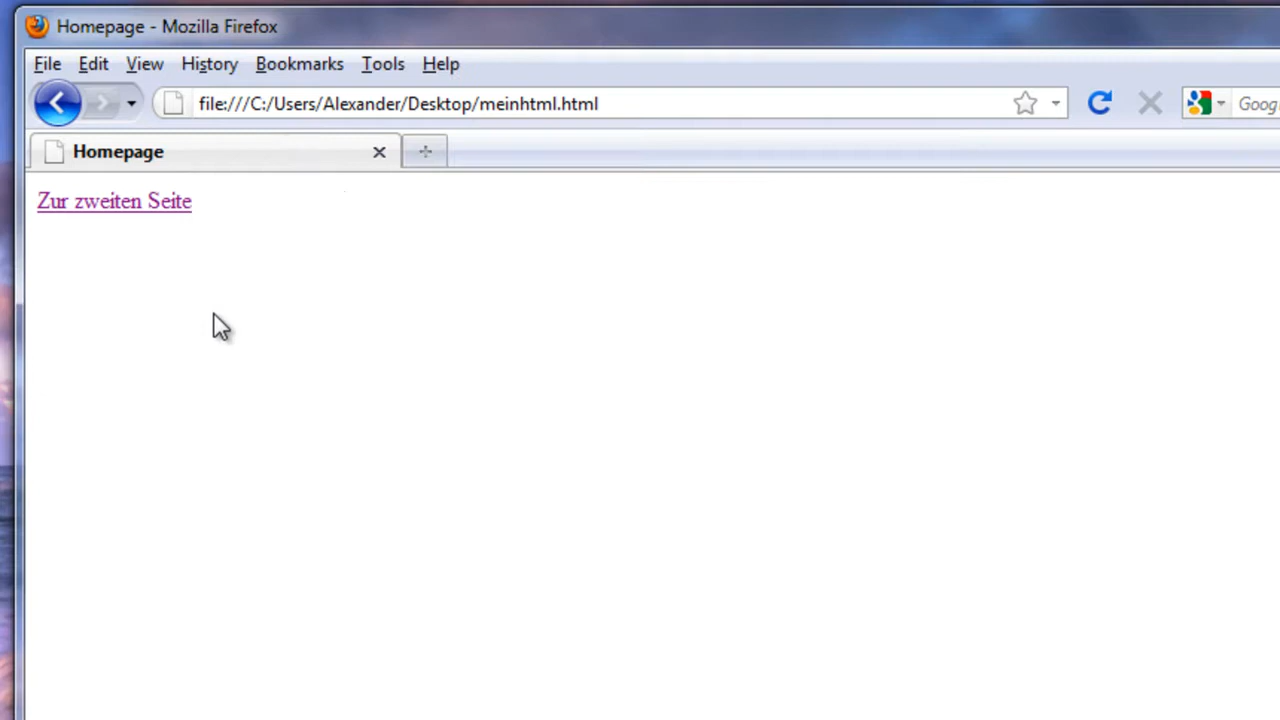 Homepage - Mozilla Firefox
File Edit View History Bookmarks Tools Help
file:///C:/Users/Alexander/Desktop/meinhtml.html Goog
Homepage
Zur zweiten Seite